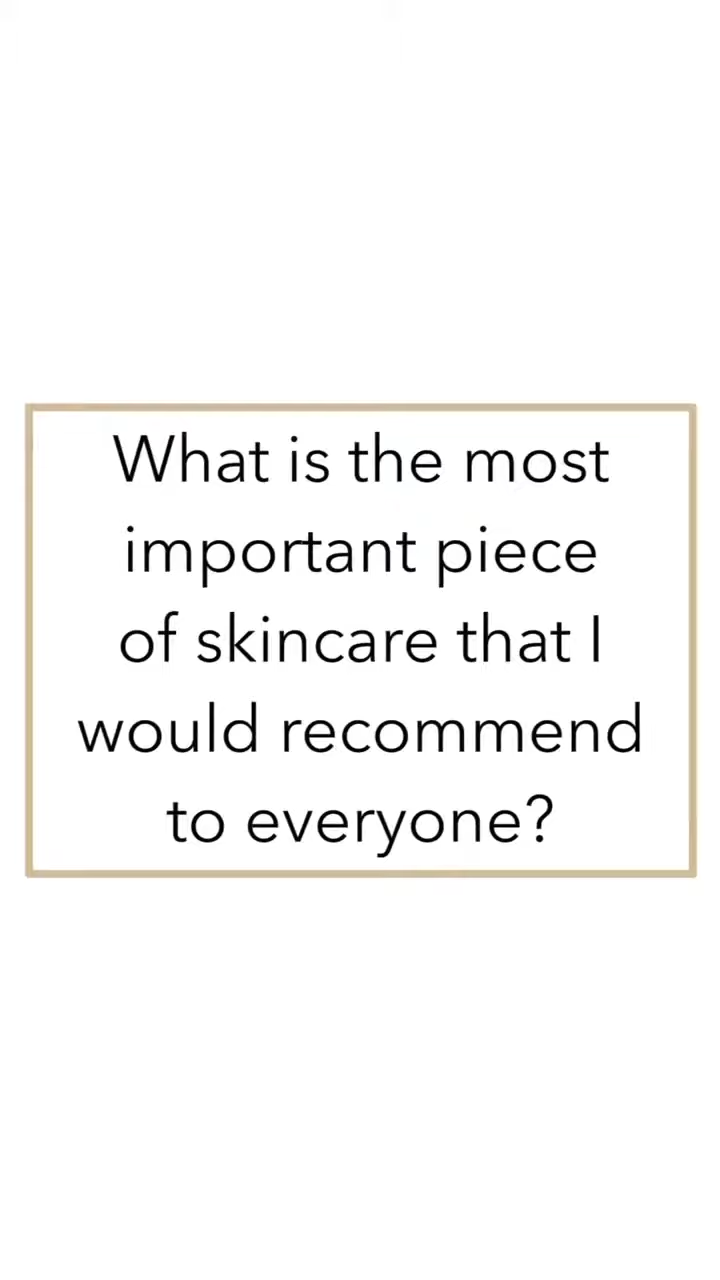 What is the most
important piece
of skincare that I
would recommend
to everyone?